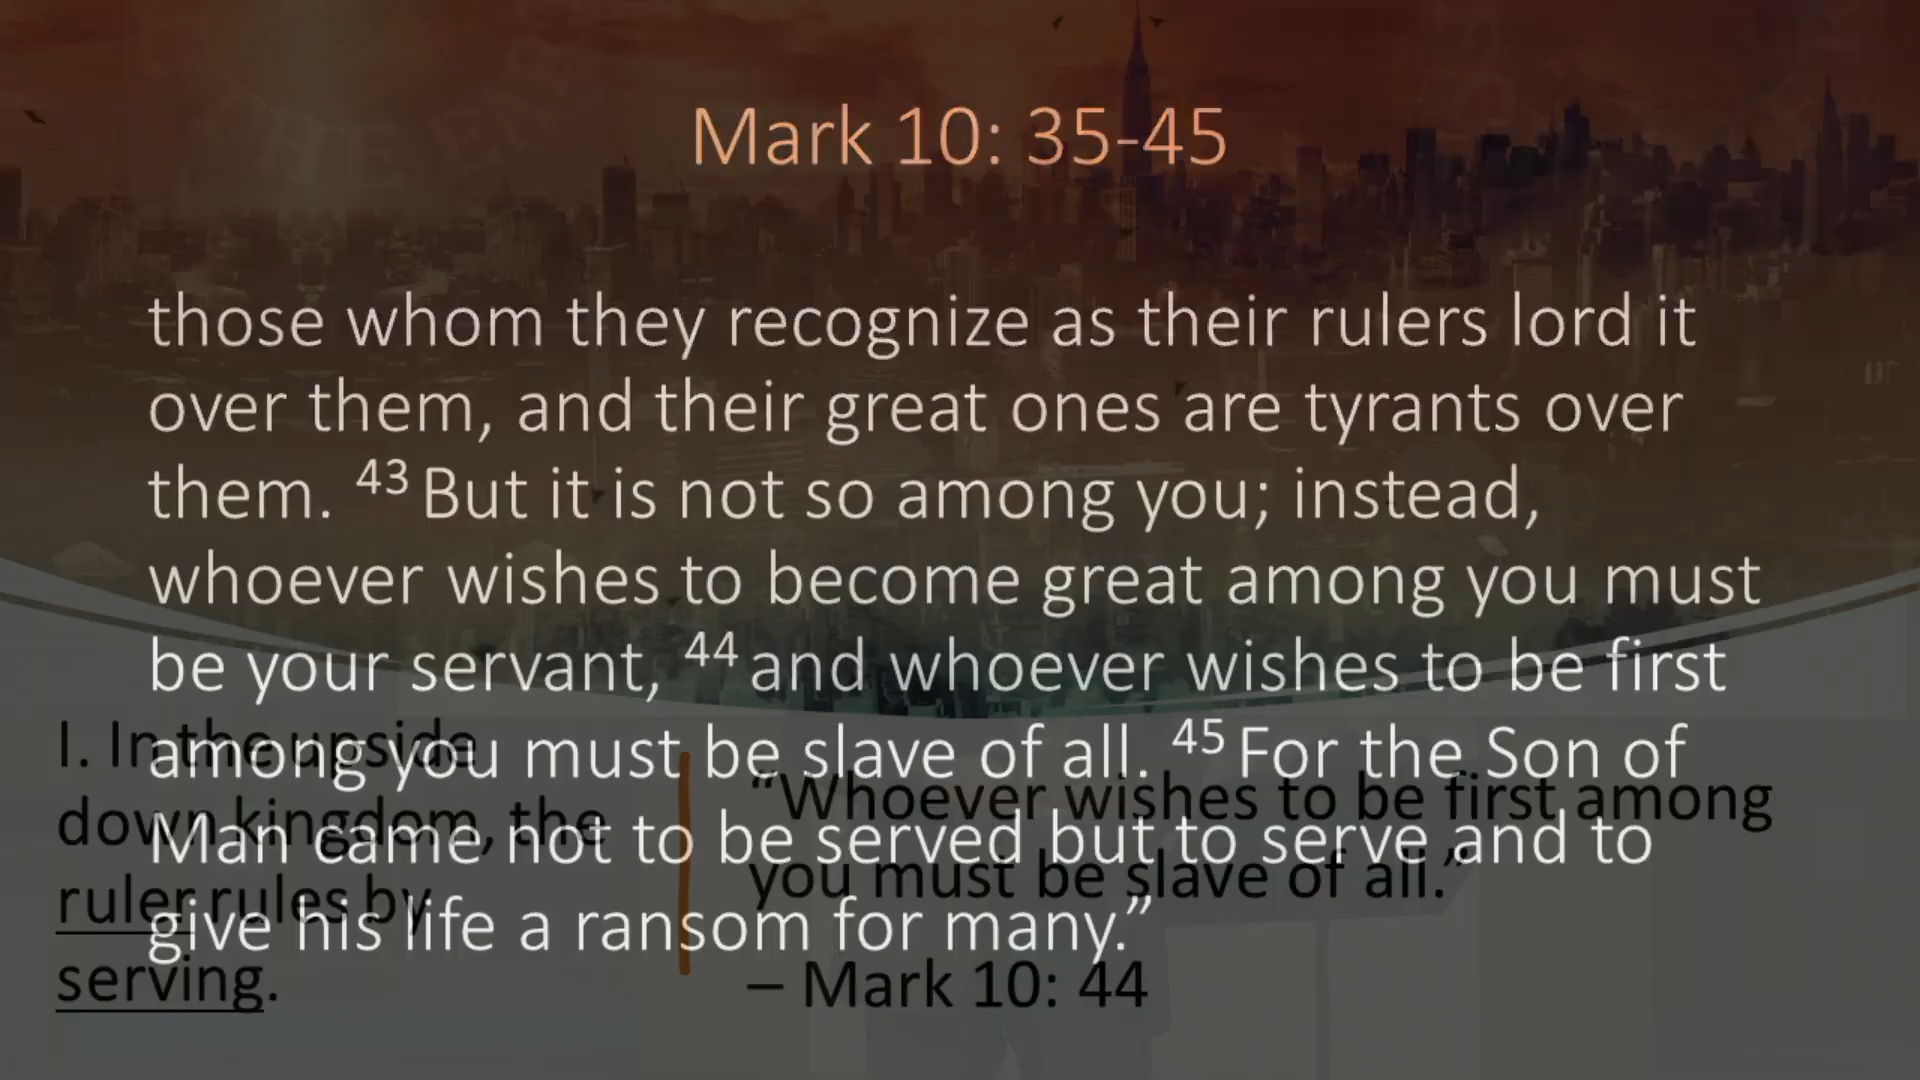 Mark 10: 35-45
those whom they recognize as their rulers lord it
over them, and their great ones are tyrants over
them. 43 But it is not so among you; instead,
whoever wishes to become great among you must
be your servant, 44 and whoever wishes to be first
among you must be slave of all. 45 For the Son of
Man came not to be served but to serve and to
give his life a ransom for many.”
I. In the upside
down kingdom, the
ruler rules by
serving.
“Whoever wishes to be first among
you must be slave of all.”
– Mark 10: 44